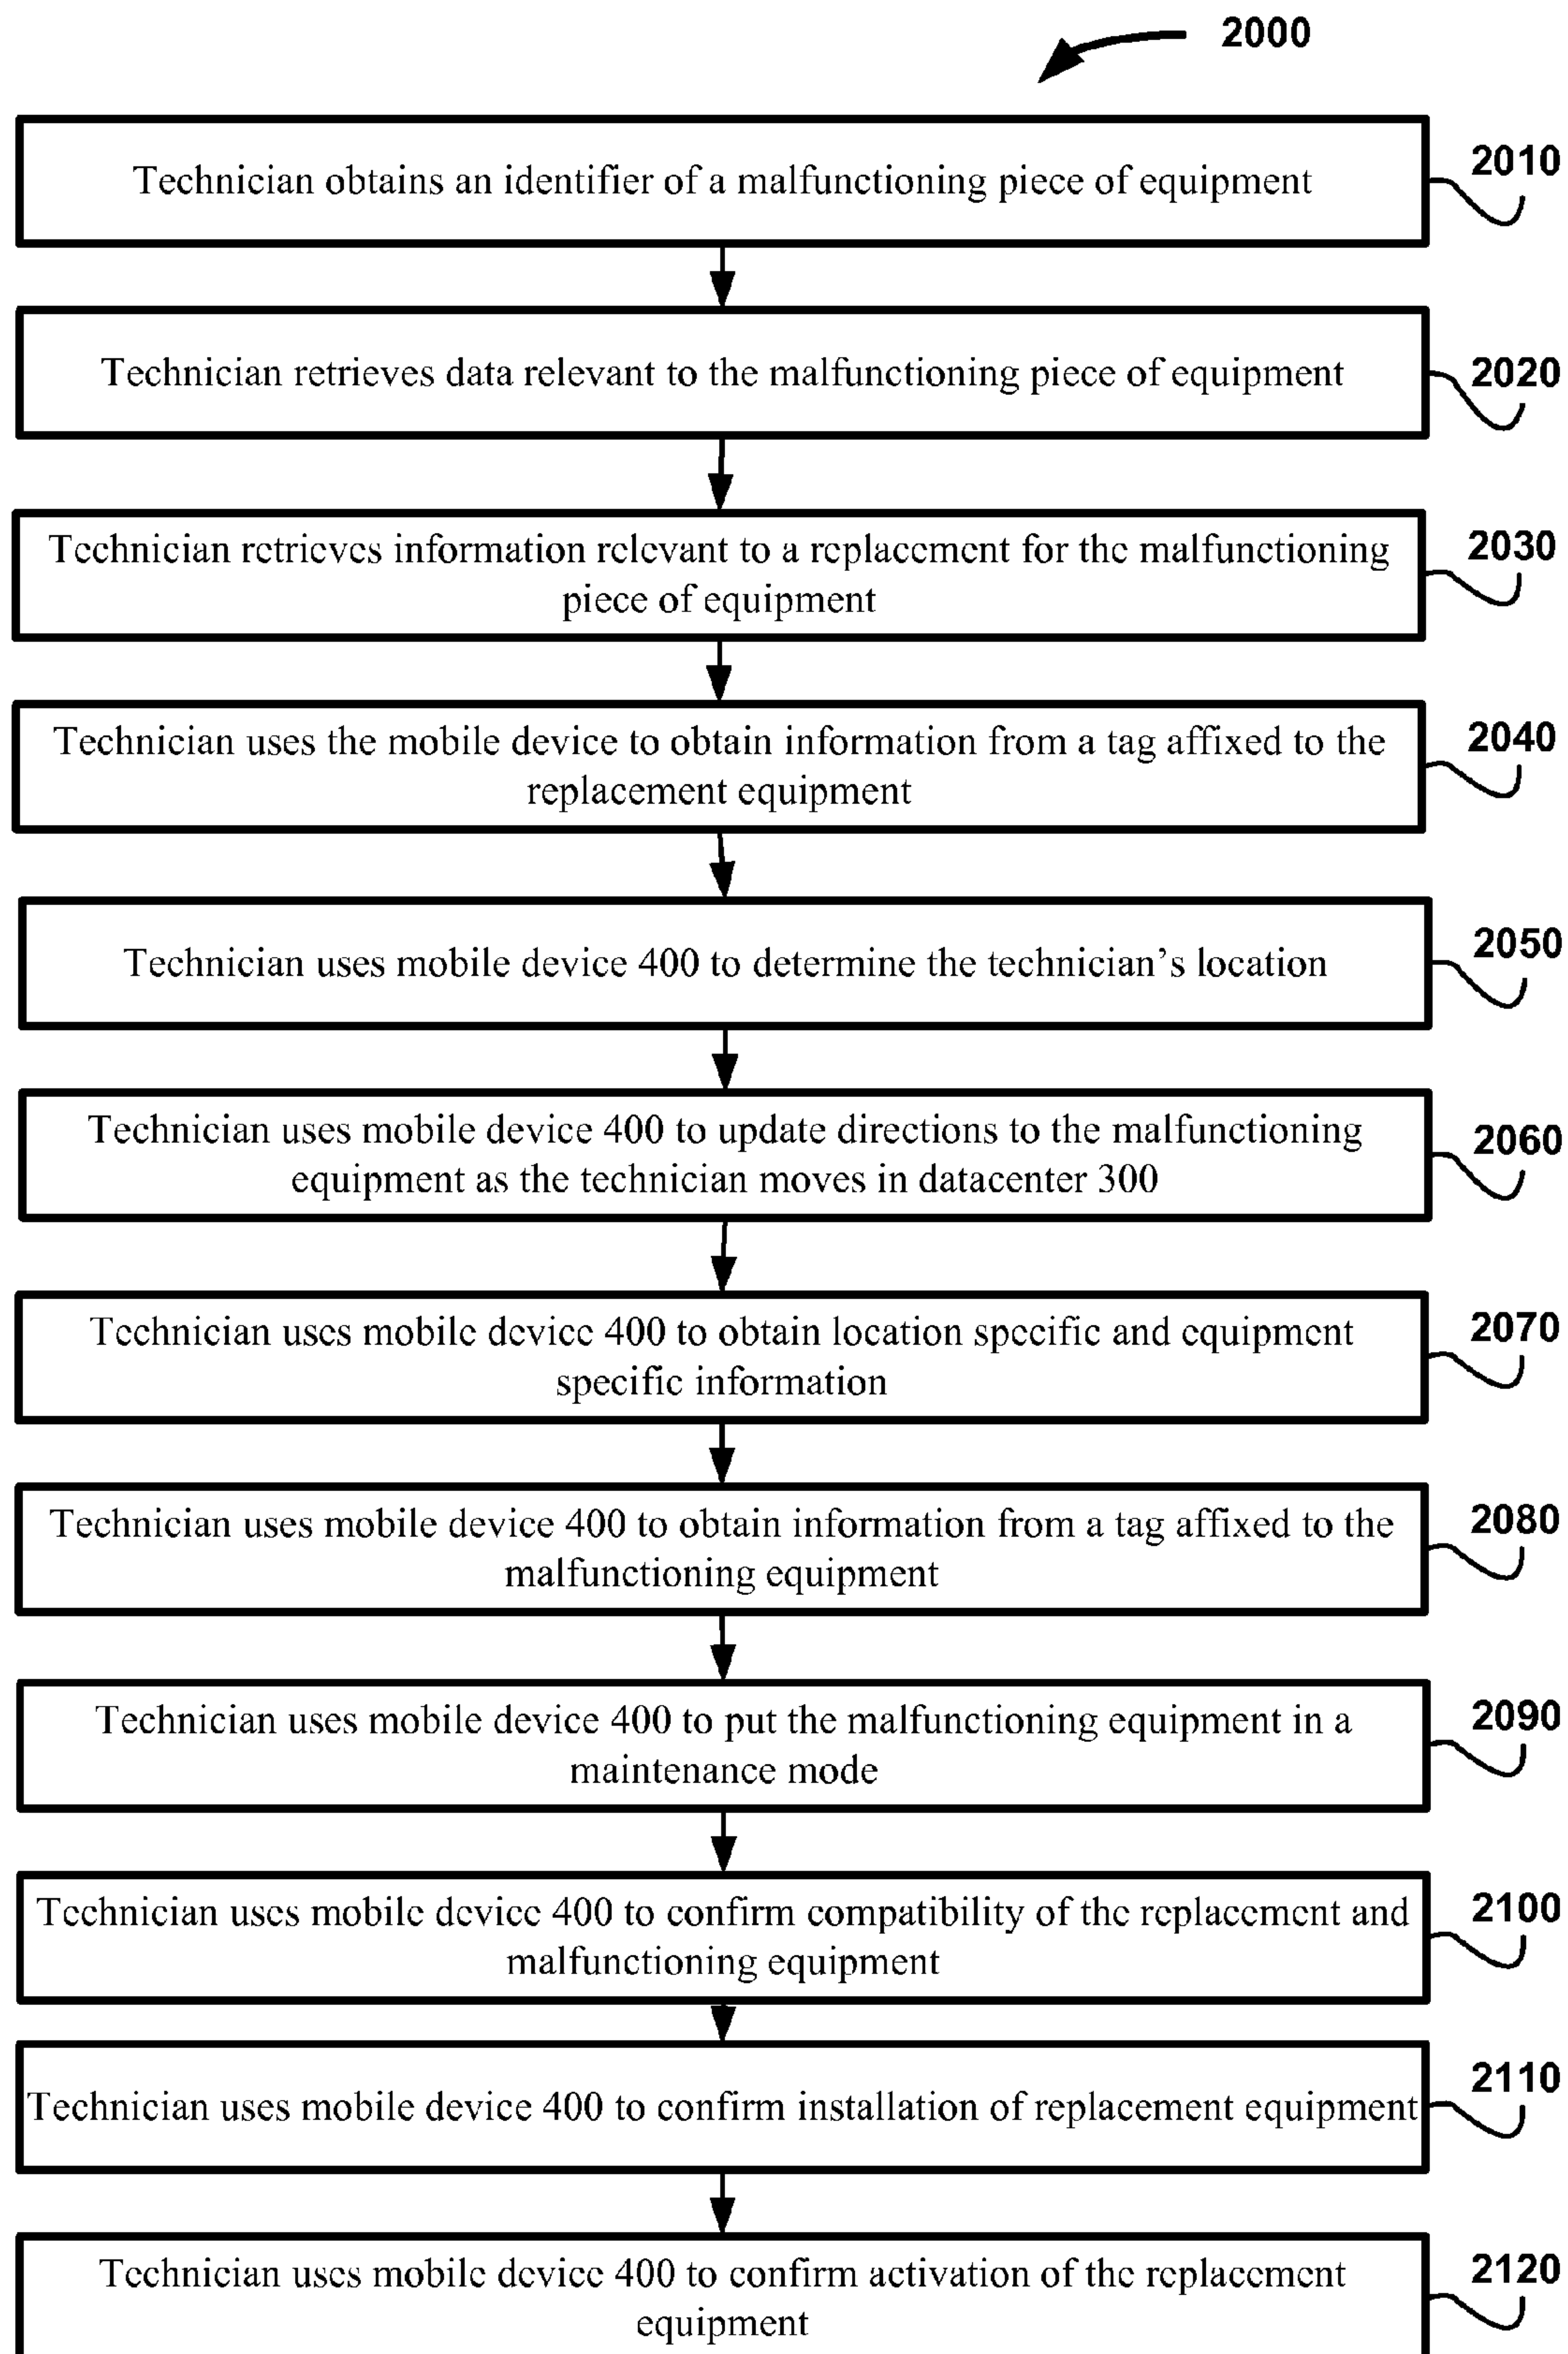 2000
Technician obtains an identifier of a malfunctioning piece of equipment
2010
Technician retrieves data relevant to the malfunctioning piece of equipment
2020
Technician retrieves information relevant to a replacement for the malfunctioning
piece of equipment
2030
Technician uses the mobile device to obtain information from a tag affixed to the
replacement equipment
2040
Technician uses mobile device 400 to determine the technician's location
2050
Technician uses mobile device 400 to update directions to the malfunctioning
equipment as the technician moves in datacenter 300
2060
Technician uses mobile device 400 to obtain location specific and equipment
specific information
2070
Technician uses mobile device 400 to obtain information from a tag affixed to the
malfunctioning equipment
2080
Technician uses mobile device 400 to put the malfunctioning equipment in a
maintenance mode
2090
Technician uses mobile device 400 to confirm compatibility of the replacement and
malfunctioning equipment
2100
Technician uses mobile device 400 to confirm installation of replacement equipment
2110
Technician uses mobile device 400 to confirm activation of the replacement
equipment
2120